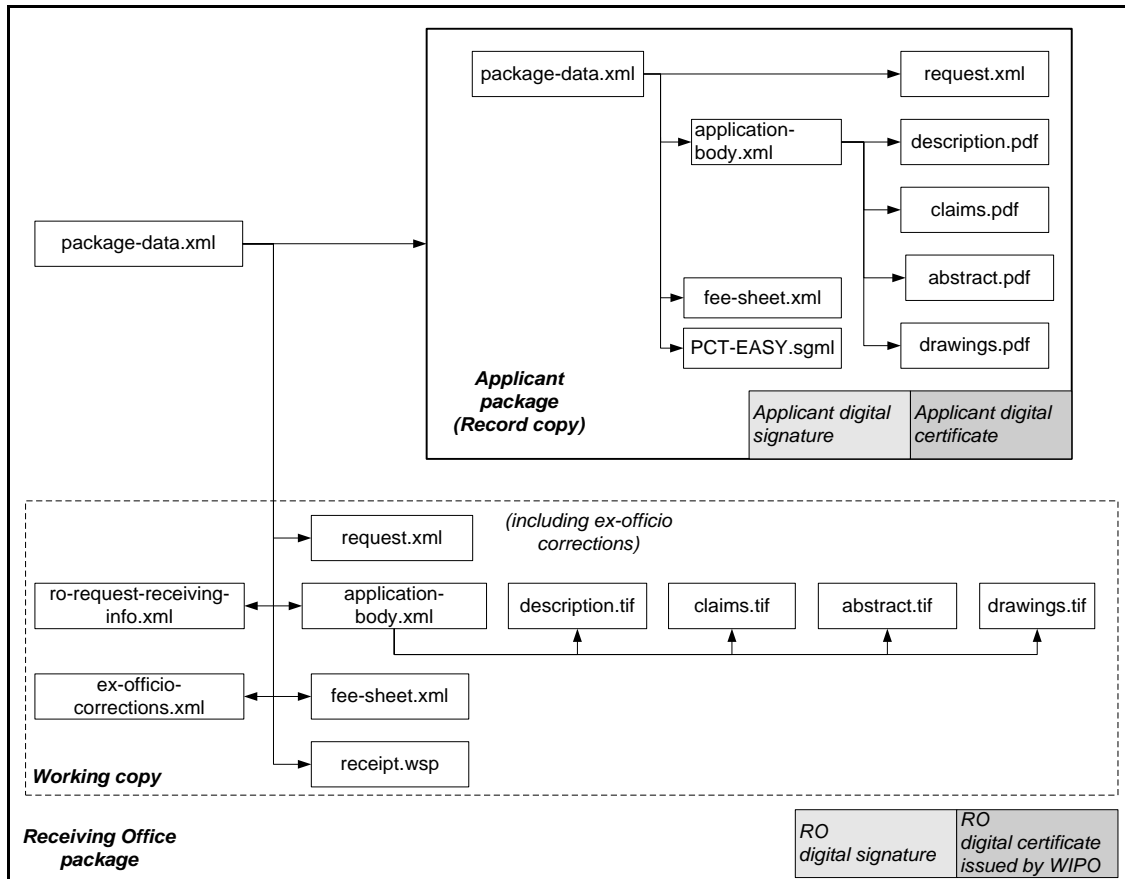 package-data.xml
request.xml
application-
body.xml
description.pdf
claims.pdf
abstract.pdf
drawings.pdf
fee-sheet.xml
PCT-EASY.sgml
Applicant
package
(Record copy)
Applicant digital
signature
Applicant digital
certificate
package-data.xml
request.xml
(including ex-officio
corrections)
ro-request-receiving-
info.xml
application-
body.xml
description.tif
claims.tif
abstract.tif
drawings.tif
ex-officio-
corrections.xml
fee-sheet.xml
receipt.wsp
Working copy
Receiving Office
package
RO
digital signature
RO
digital certificate
issued by WIPO